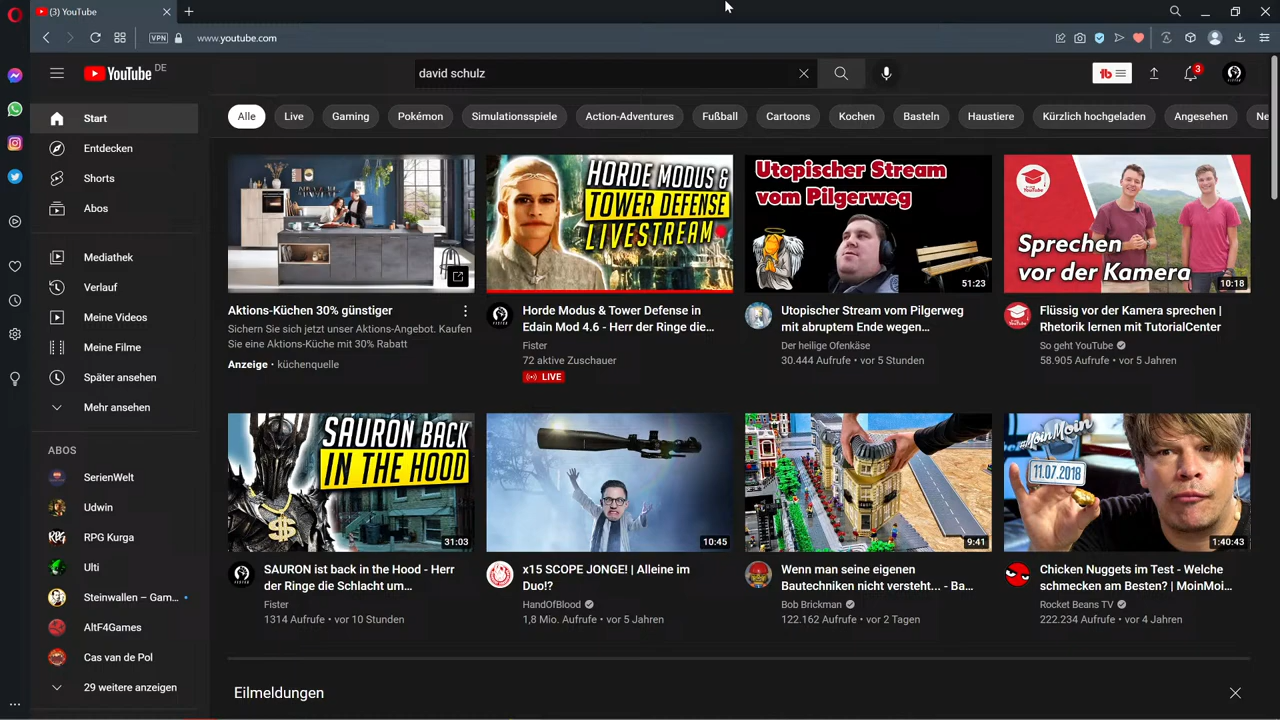 (3) YouTube
VPN
www.youtube.com
YouTube DE
david schulz
3
Start
Entdecken
Shorts
Abos
Mediathek
Verlauf
Meine Videos
Meine Filme
Später ansehen
Mehr ansehen
ABOS
SerienWelt
Udwin
RPG Kurga
Ulti
Steinwallen – Gam...
AltF4Games
Cas van de Pol
29 weitere anzeigen
Alle
Live
Gaming
Pokémon
Simulationsspiele
Action-Adventures
Fußball
Cartoons
Kochen
Basteln
Haustiere
Kürzlich hochgeladen
Angesehen
Ne
Aktions-Küchen 30% günstiger
Sichern Sie sich jetzt unser Aktions-Angebot. Kaufen
Sie eine Aktions-Küche mit 30% Rabatt
Anzeige • küchenquelle
HORDE MODUS &
TOWER DEFENSE
LIVESTREAM
Horde Modus & Tower Defense in
Edain Mod 4.6 - Herr der Ringe die...
Fister
72 aktive Zuschauer
LIVE
Utopischer Stream
vom Pilgerweg
51:23
Utopischer Stream vom Pilgerweg
mit abruptem Ende wegen...
Der heilige Ofenkäse
30.444 Aufrufe • vor 5 Stunden
Sprechen
vor der Kamera
10:18
Flüssig vor der Kamera sprechen |
Rhetorik lernen mit TutorialCenter
So geht YouTube
58.905 Aufrufe • vor 5 Jahren
SAURON BACK
IN THE HOOD
31:03
SAURON ist back in the Hood - Herr
der Ringe die Schlacht um...
Fister
1314 Aufrufe • vor 10 Stunden
10:45
x15 SCOPE JONGE! | Alleine im
Duo!?
HandOfBlood
1,8 Mio. Aufrufe • vor 5 Jahren
9:41
Wenn man seine eigenen
Bautechniken nicht versteht... - Ba...
Bob Brickman
122.162 Aufrufe • vor 2 Tagen
#MoinMoin
11.07.2018
1:40:43
Chicken Nuggets im Test - Welche
schmecken am Besten? | MoinMoi...
Rocket Beans TV
222.234 Aufrufe • vor 4 Jahren
Eilmeldungen